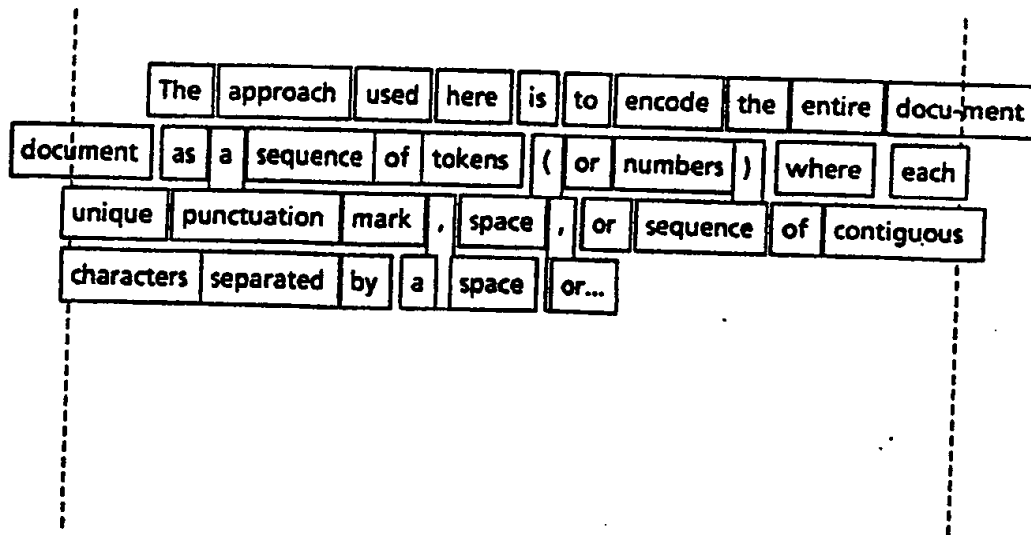 The approach used here is to encode the entire docu-ment
document as a sequence of tokens ( or numbers ) where each
unique punctuation mark , space , or sequence of contiguous
characters separated by a space or...